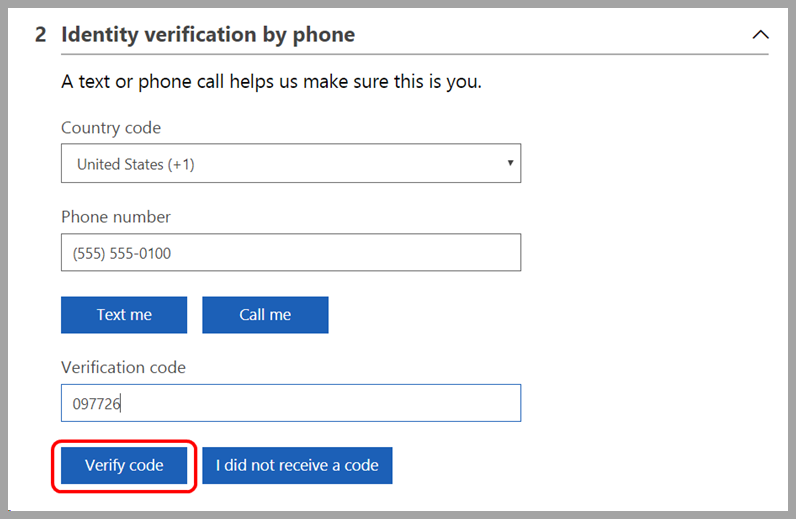 2 Identity verification by phone
A text or phone call helps us make sure this is you.
Country code
United States (+1)
Phone number
(555) 555-0100
Text me Call me
Verification code
097726
Verify code I did not receive a code